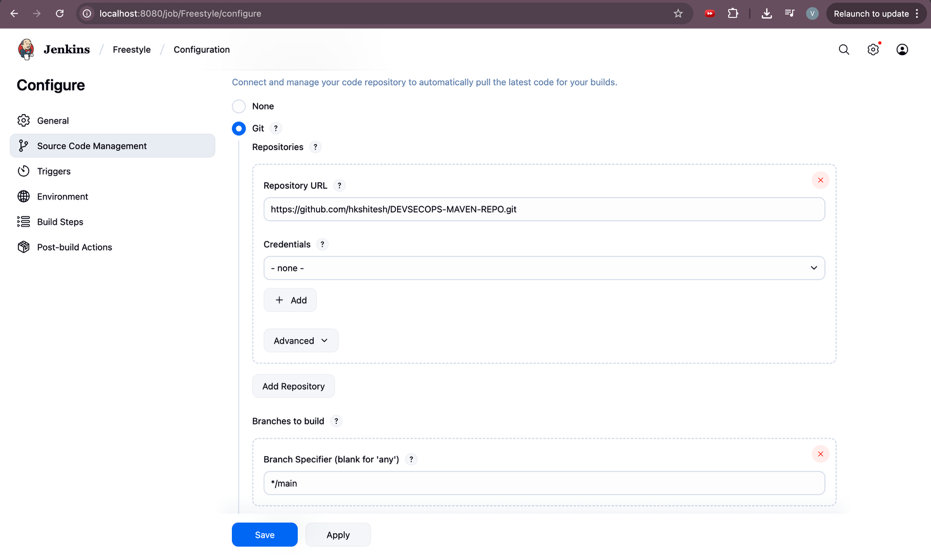 localhost:8080/job/Freestyle/configure
V
Relaunch to update
Jenkins / Freestyle / Configuration
Configure
General
Source Code Management
Triggers
Environment
Build Steps
Post-build Actions
Connect and manage your code repository to automatically pull the latest code for your builds.
None
Git ?
Repositories ?
Repository URL ?
https://github.com/hkshitesh/DEVSECOPS-MAVEN-REPO.git
Credentials ?
- none -
+ Add
Advanced
Add Repository
Branches to build ?
Branch Specifier (blank for 'any') ?
*/main
Save
Apply